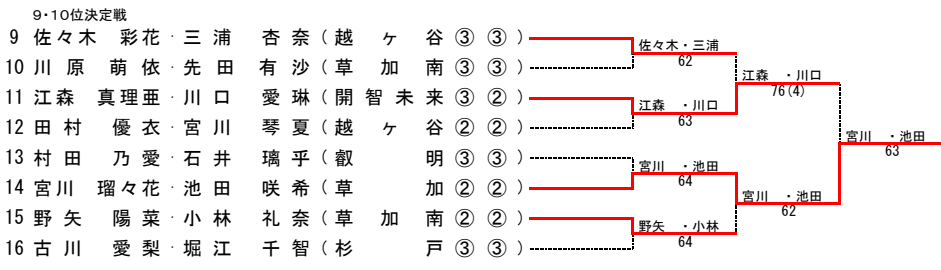 9・10位決定戦
9 佐々木 彩花・三浦 杏奈(越ヶ谷 ③ ③)
10 川原 萌依・先田 有沙(草加南 ③ ③)
11 江森 真理亜・川口 愛琳(開智未来 ③ ②)
12 田村 優衣・宮川 琴夏(越ヶ谷 ② ②)
13 村田 乃愛・石井 璃乎(叡明 ③ ③)
14 宮川 瑠々花・池田 咲希(草加 ② ②)
15 野矢 陽菜・小林 礼奈(草加南 ② ②)
16 古川 愛梨・堀江 千智(杉戸 ③ ③)
佐々木・三浦
62
江森 ・川口
63
宮川 ・池田
64
野矢 ・小林
64
江森 ・川口
76(4)
宮川 ・池田
62
宮川 ・池田
63